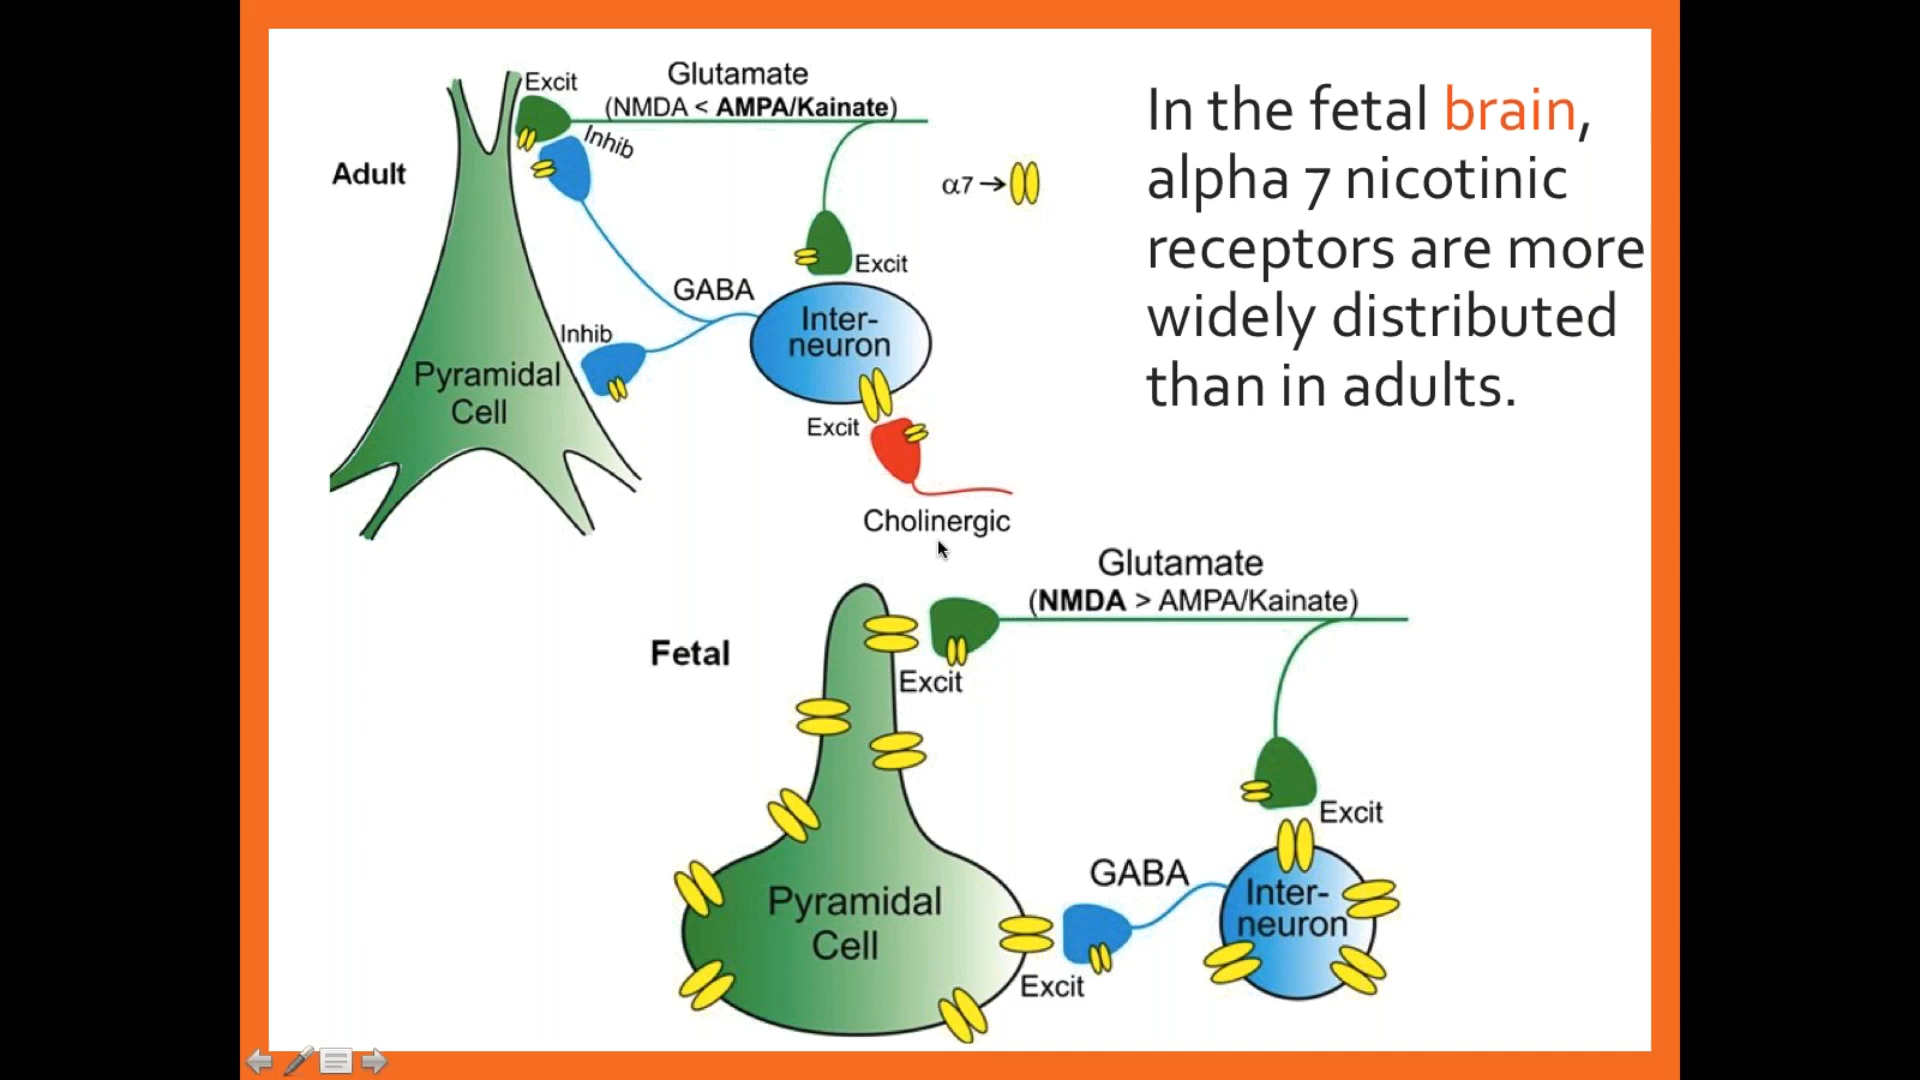 Excit
Glutamate
(NMDA < AMPA/Kainate)
Inhib
Adult
α7
Excit
GABA
Inter-
neuron
Inhib
Pyramidal
Cell
Excit
Cholinergic
In the fetal brain,
alpha 7 nicotinic
receptors are more
widely distributed
than in adults.
Glutamate
(NMDA > AMPA/Kainate)
Fetal
Excit
Excit
GABA
Inter-
neuron
Pyramidal
Cell
Excit